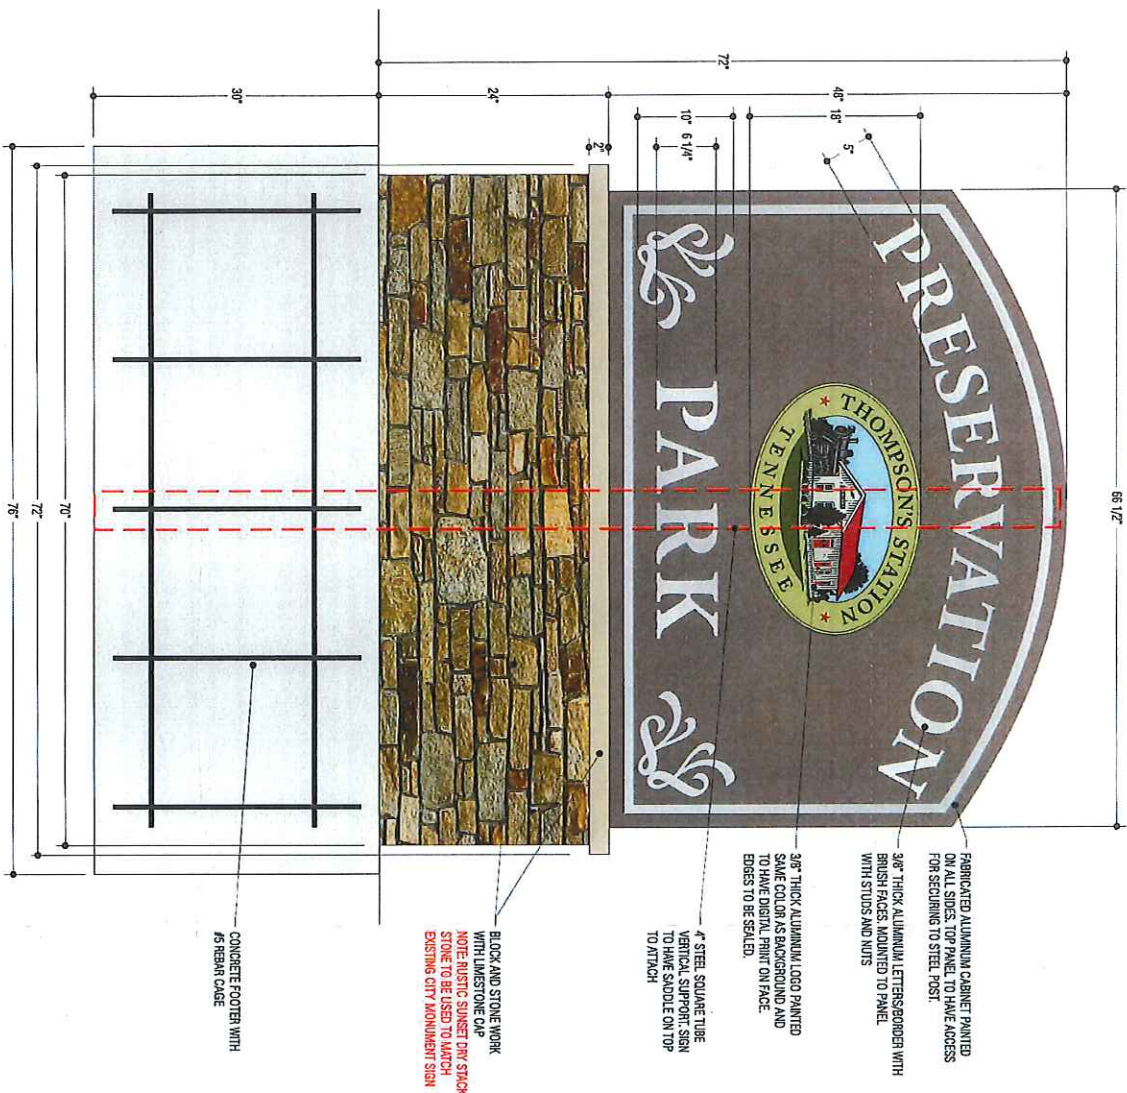 66 1/2"
72"
48"
18"
5"
10"
6 1/4"
2"
24"
30"
70"
72"
76"
PRESERVATION
THOMPSON'S STATION
TENNESSEE
PARK
FABRICATED ALUMINUM CABINET PAINTED
ON ALL SIDES. TOP PANEL TO HAVE ACCESS
FOR SECURING TO STEEL POST.
3/8" THICK ALUMINUM LETTERS/BORDER WITH
BRUSH FACES. MOUNTED TO PANEL
WITH STUDS AND NUTS
3/8" THICK ALUMINUM LOGO PAINTED
SAME COLOR AS BACKGROUND AND
TO HAVE DIGITAL PRINT ON FACE.
EDGES TO BE SEALED.
4" STEEL SQUARE TUBE
VERTICAL SUPPORT. SIGN
TO HAVE SADDLE ON TOP
TO ATTACH
BLOCK AND STONE WORK
WITH LIMESTONE CAP
NOTE: RUSTIC SUNSET DRY STACK
STONE TO BE USED TO MATCH
EXISTING CITY MONUMENT SIGN
CONCRETE FOOTER WITH
#5 REBAR CAGE